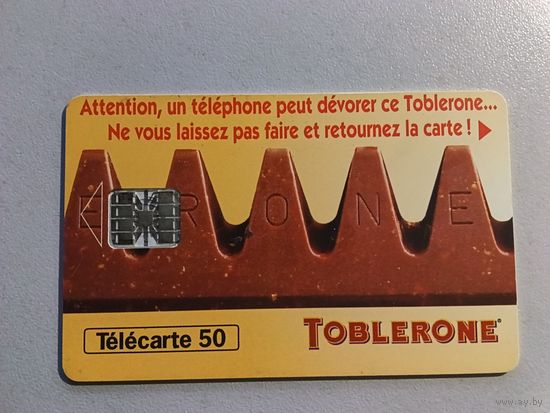 Attention, un téléphone peut dévorer ce Toblerone...
Ne vous laissez pas faire et retournez la carte !
E R O N E
Télécarte 50
TOBLERONE®
www.ay.by